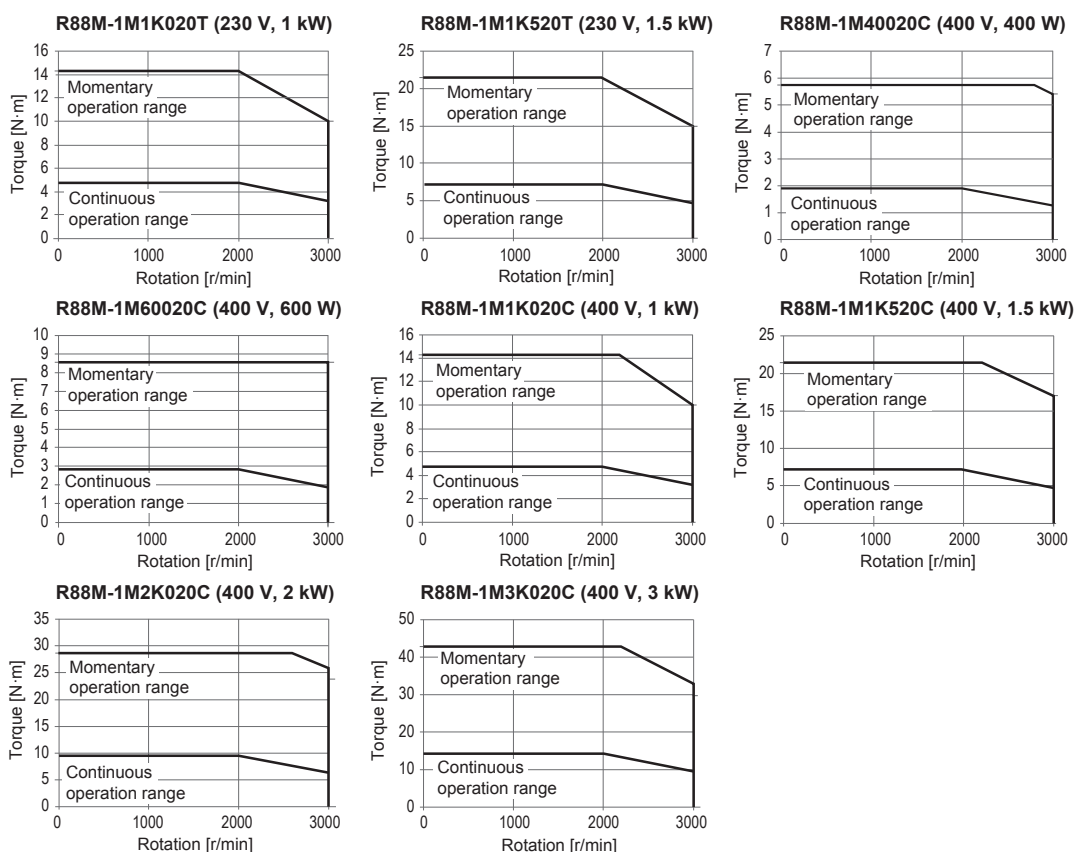 R88M-1M1K020T (230 V, 1 kW)
16
14
12
10
8
6
4
2
0
Torque [N·m]
Momentary
operation range
Continuous
operation range
0 1000 2000 3000
Rotation [r/min]
R88M-1M1K520T (230 V, 1.5 kW)
25
20
15
10
5
0
Torque [N·m]
Momentary
operation range
Continuous
operation range
0 1000 2000 3000
Rotation [r/min]
R88M-1M40020C (400 V, 400 W)
7
6
5
4
3
2
1
0
Torque [N·m]
Momentary
operation range
Continuous
operation range
0 1000 2000 3000
Rotation [r/min]
R88M-1M60020C (400 V, 600 W)
10
9
8
7
6
5
4
3
2
1
0
Torque [N·m]
Momentary
operation range
Continuous
operation range
0 1000 2000 3000
Rotation [r/min]
R88M-1M1K020C (400 V, 1 kW)
16
14
12
10
8
6
4
2
0
Torque [N·m]
Momentary
operation range
Continuous
operation range
0 1000 2000 3000
Rotation [r/min]
R88M-1M1K520C (400 V, 1.5 kW)
25
20
15
10
5
0
Torque [N·m]
Momentary
operation range
Continuous
operation range
0 1000 2000 3000
Rotation [r/min]
R88M-1M2K020C (400 V, 2 kW)
35
30
25
20
15
10
5
0
Torque [N·m]
Momentary
operation range
Continuous
operation range
0 1000 2000 3000
Rotation [r/min]
R88M-1M3K020C (400 V, 3 kW)
50
40
30
20
10
0
Torque [N·m]
Momentary
operation range
Continuous
operation range
0 1000 2000 3000
Rotation [r/min]